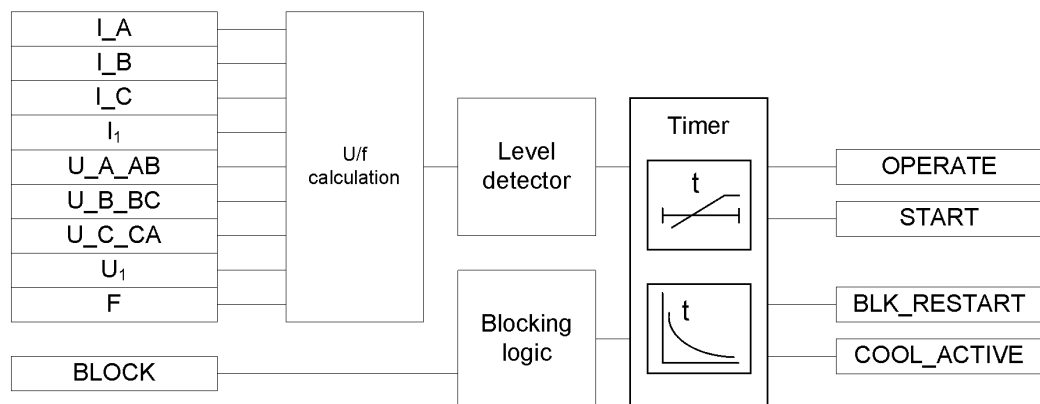 I_A
I_B
I_C
I₁
U_A_AB
U_B_BC
U_C_CA
U₁
F
BLOCK
U/f
calculation
Level
detector
Blocking
logic
Timer
t
t
OPERATE
START
BLK_RESTART
COOL_ACTIVE